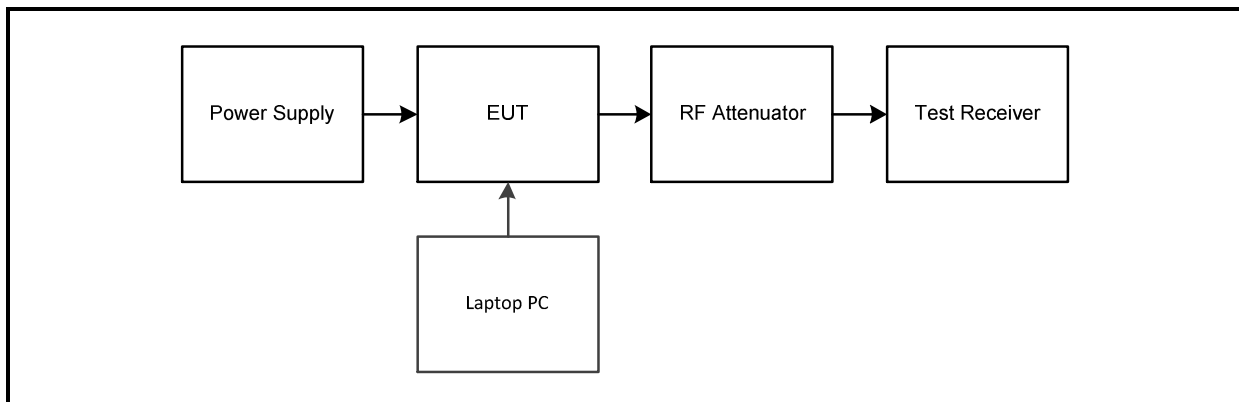 Power Supply
EUT
RF Attenuator
Test Receiver
Laptop PC